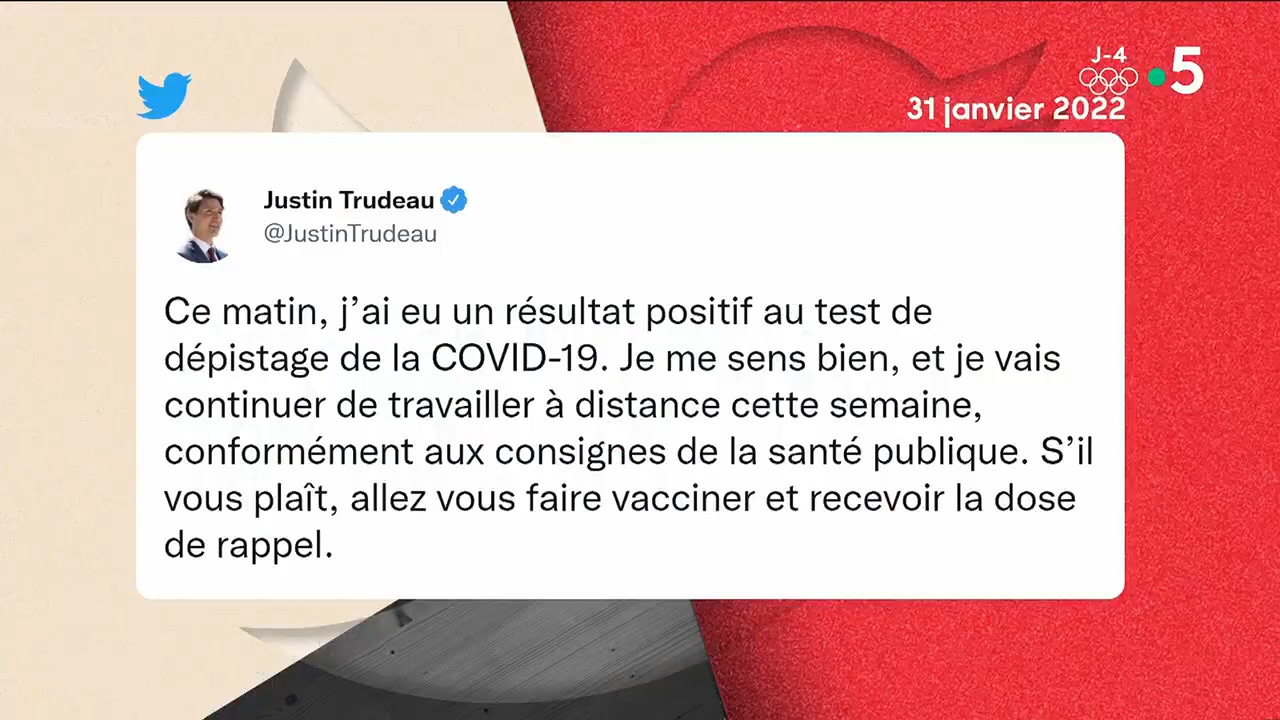 J-4
5
31 janvier 2022
Justin Trudeau
@JustinTrudeau
Ce matin, j’ai eu un résultat positif au test de
dépistage de la COVID-19. Je me sens bien, et je vais
continuer de travailler à distance cette semaine,
conformément aux consignes de la santé publique. S’il
vous plaît, allez vous faire vacciner et recevoir la dose
de rappel.